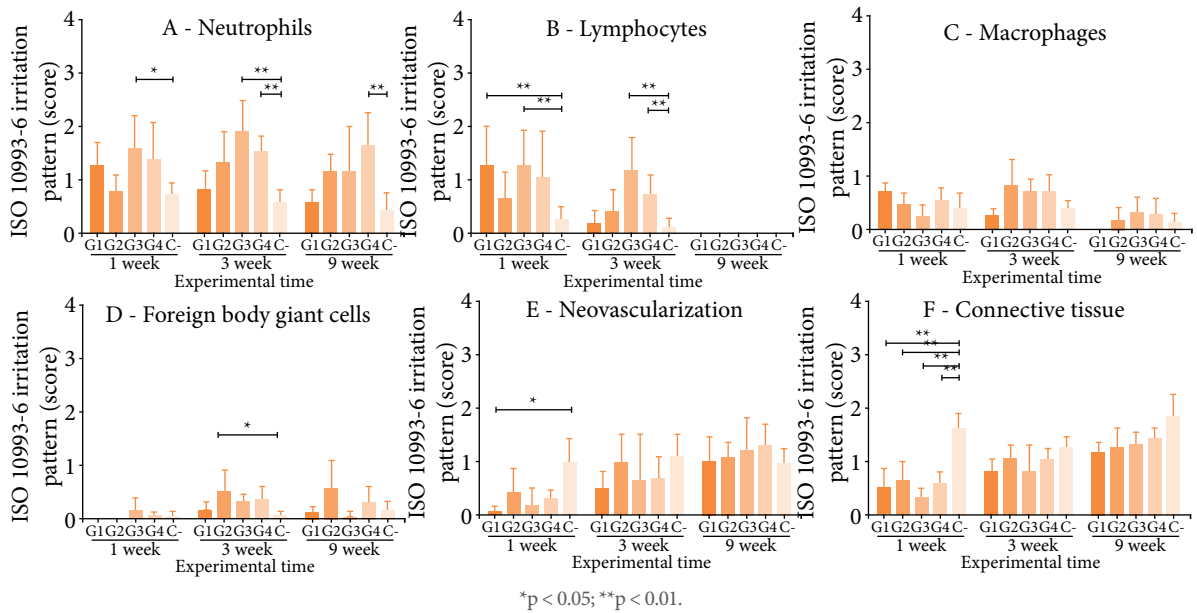 A - Neutrophils
ISO 10993-6 irritation
pattern (score)
4
3
2
1
0
*
**
**
**
G1G2G3G4C-
G1G2G3G4C-
G1G2G3G4C-
1 week
3 week
9 week
Experimental time
B - Lymphocytes
ISO 10993-6 irritation
pattern (score)
4
3
2
1
0
**
**
**
**
G1G2G3G4C-
G1G2G3G4C-
G1G2G3G4C-
1 week
3 week
9 week
Experimental time
C - Macrophages
ISO 10993-6 irritation
pattern (score)
4
3
2
1
0
G1G2G3G4C-
G1G2G3G4C-
G1G2G3G4C-
1 week
3 week
9 week
Experimental time
D - Foreign body giant cells
ISO 10993-6 irritation
pattern (score)
4
3
2
1
0
*
G1G2G3G4C-
G1G2G3G4C-
G1G2G3G4C-
1 week
3 week
9 week
Experimental time
E - Neovascularization
ISO 10993-6 irritation
pattern (score)
4
3
2
1
0
*
G1G2G3G4C-
G1G2G3G4C-
G1G2G3G4C-
1 week
3 week
9 week
Experimental time
F - Connective tissue
ISO 10993-6 irritation
pattern (score)
4
3
2
1
0
**
**
**
**
G1G2G3G4C-
G1G2G3G4C-
G1G2G3G4C-
1 week
3 week
9 week
Experimental time
*p < 0.05; **p < 0.01.